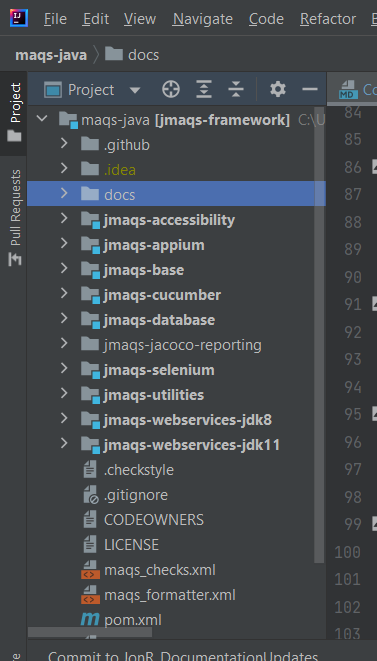 IJ File Edit View Navigate Code Refactor
maqs-java docs
Project
Project
Pull Requests
maqs-java [jmaqs-framework] C:\U
.github
.idea
docs
jmaqs-accessibility
jmaqs-appium
jmaqs-base
jmaqs-cucumber
jmaqs-database
jmaqs-jacoco-reporting
jmaqs-selenium
jmaqs-utilities
jmaqs-webservices-jdk8
jmaqs-webservices-jdk11
.checkstyle
.gitignore
CODEOWNERS
LICENSE
maqs_checks.xml
maqs_formatter.xml
pom.xml
MD Co
84
85
86
87
88
89
90
91
92
93
94
95
96
97
98
99
100
101
102
103
Commit to JonR_DocumentationUpdates